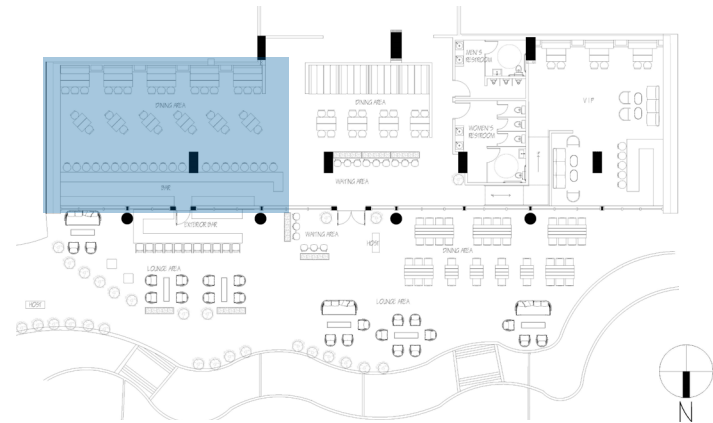 MEN'S
RESTROOM
DINING AREA
DINING AREA
VIP
WOMEN'S
RESTROOM
WAITING AREA
BAR
EXTERIOR BAR
WAITING AREA
HOST
DINING AREA
LOUNGE AREA
LOUNGE AREA
HOST
N